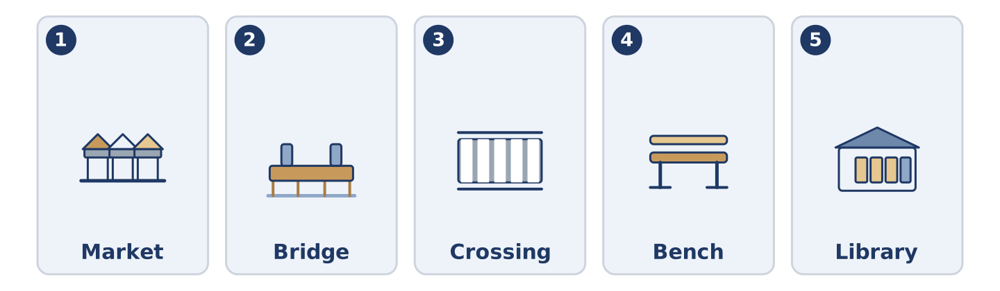 1
2
3
4
5
Market
Bridge
Crossing
Bench
Library